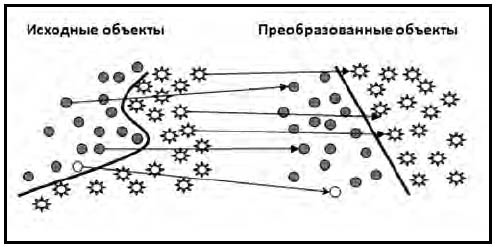 Исходные объекты
Преобразованные объекты